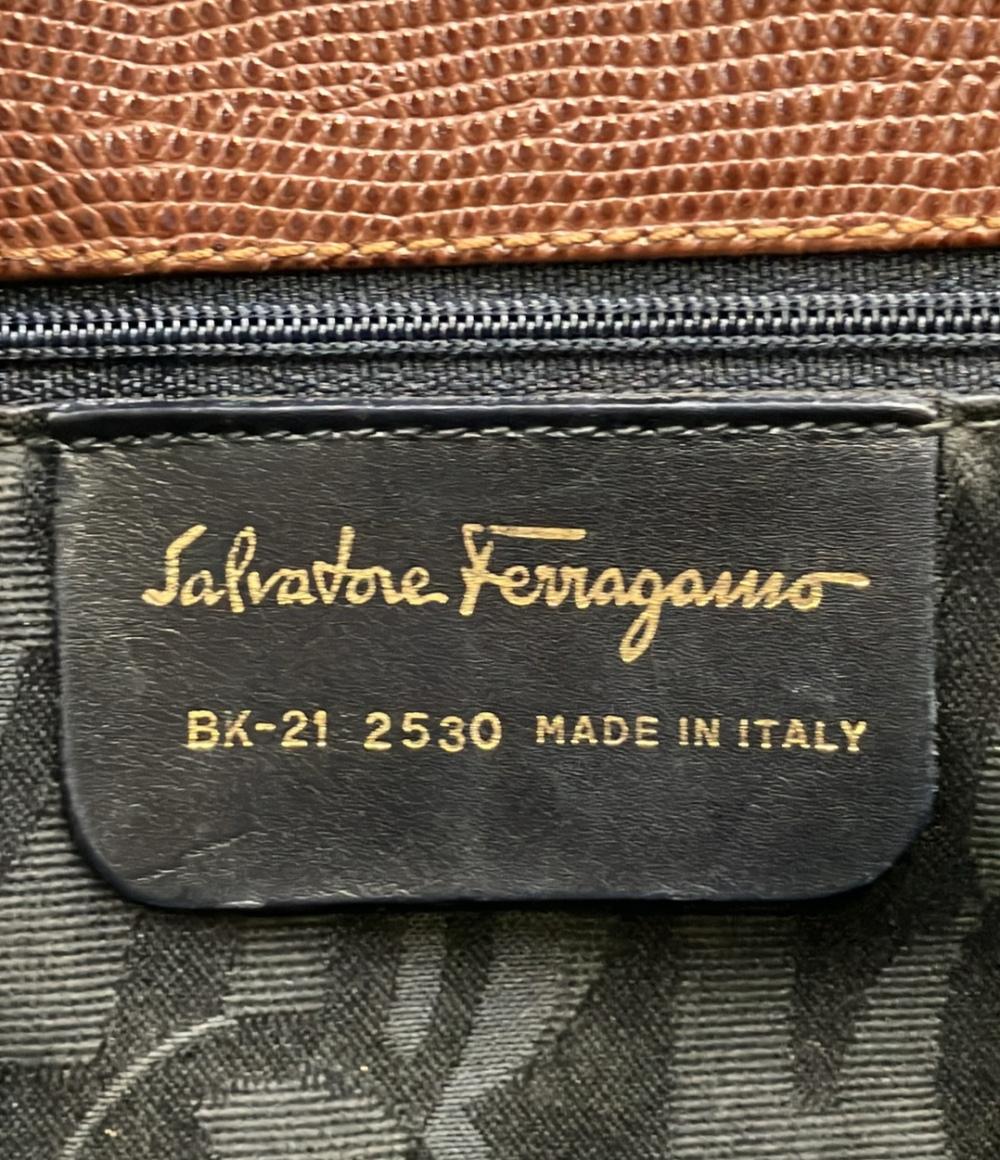 Salvatore Ferragamo
BK-21 2530 MADE IN ITALY